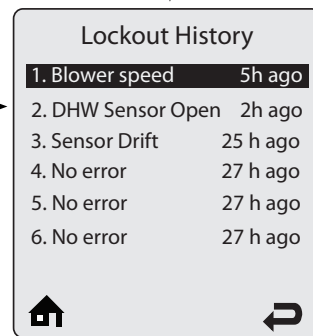 Lockout History
1. Blower speed 5h ago
2. DHW Sensor Open 2h ago
3. Sensor Drift 25 h ago
4. No error 27 h ago
5. No error 27 h ago
6. No error 27 h ago